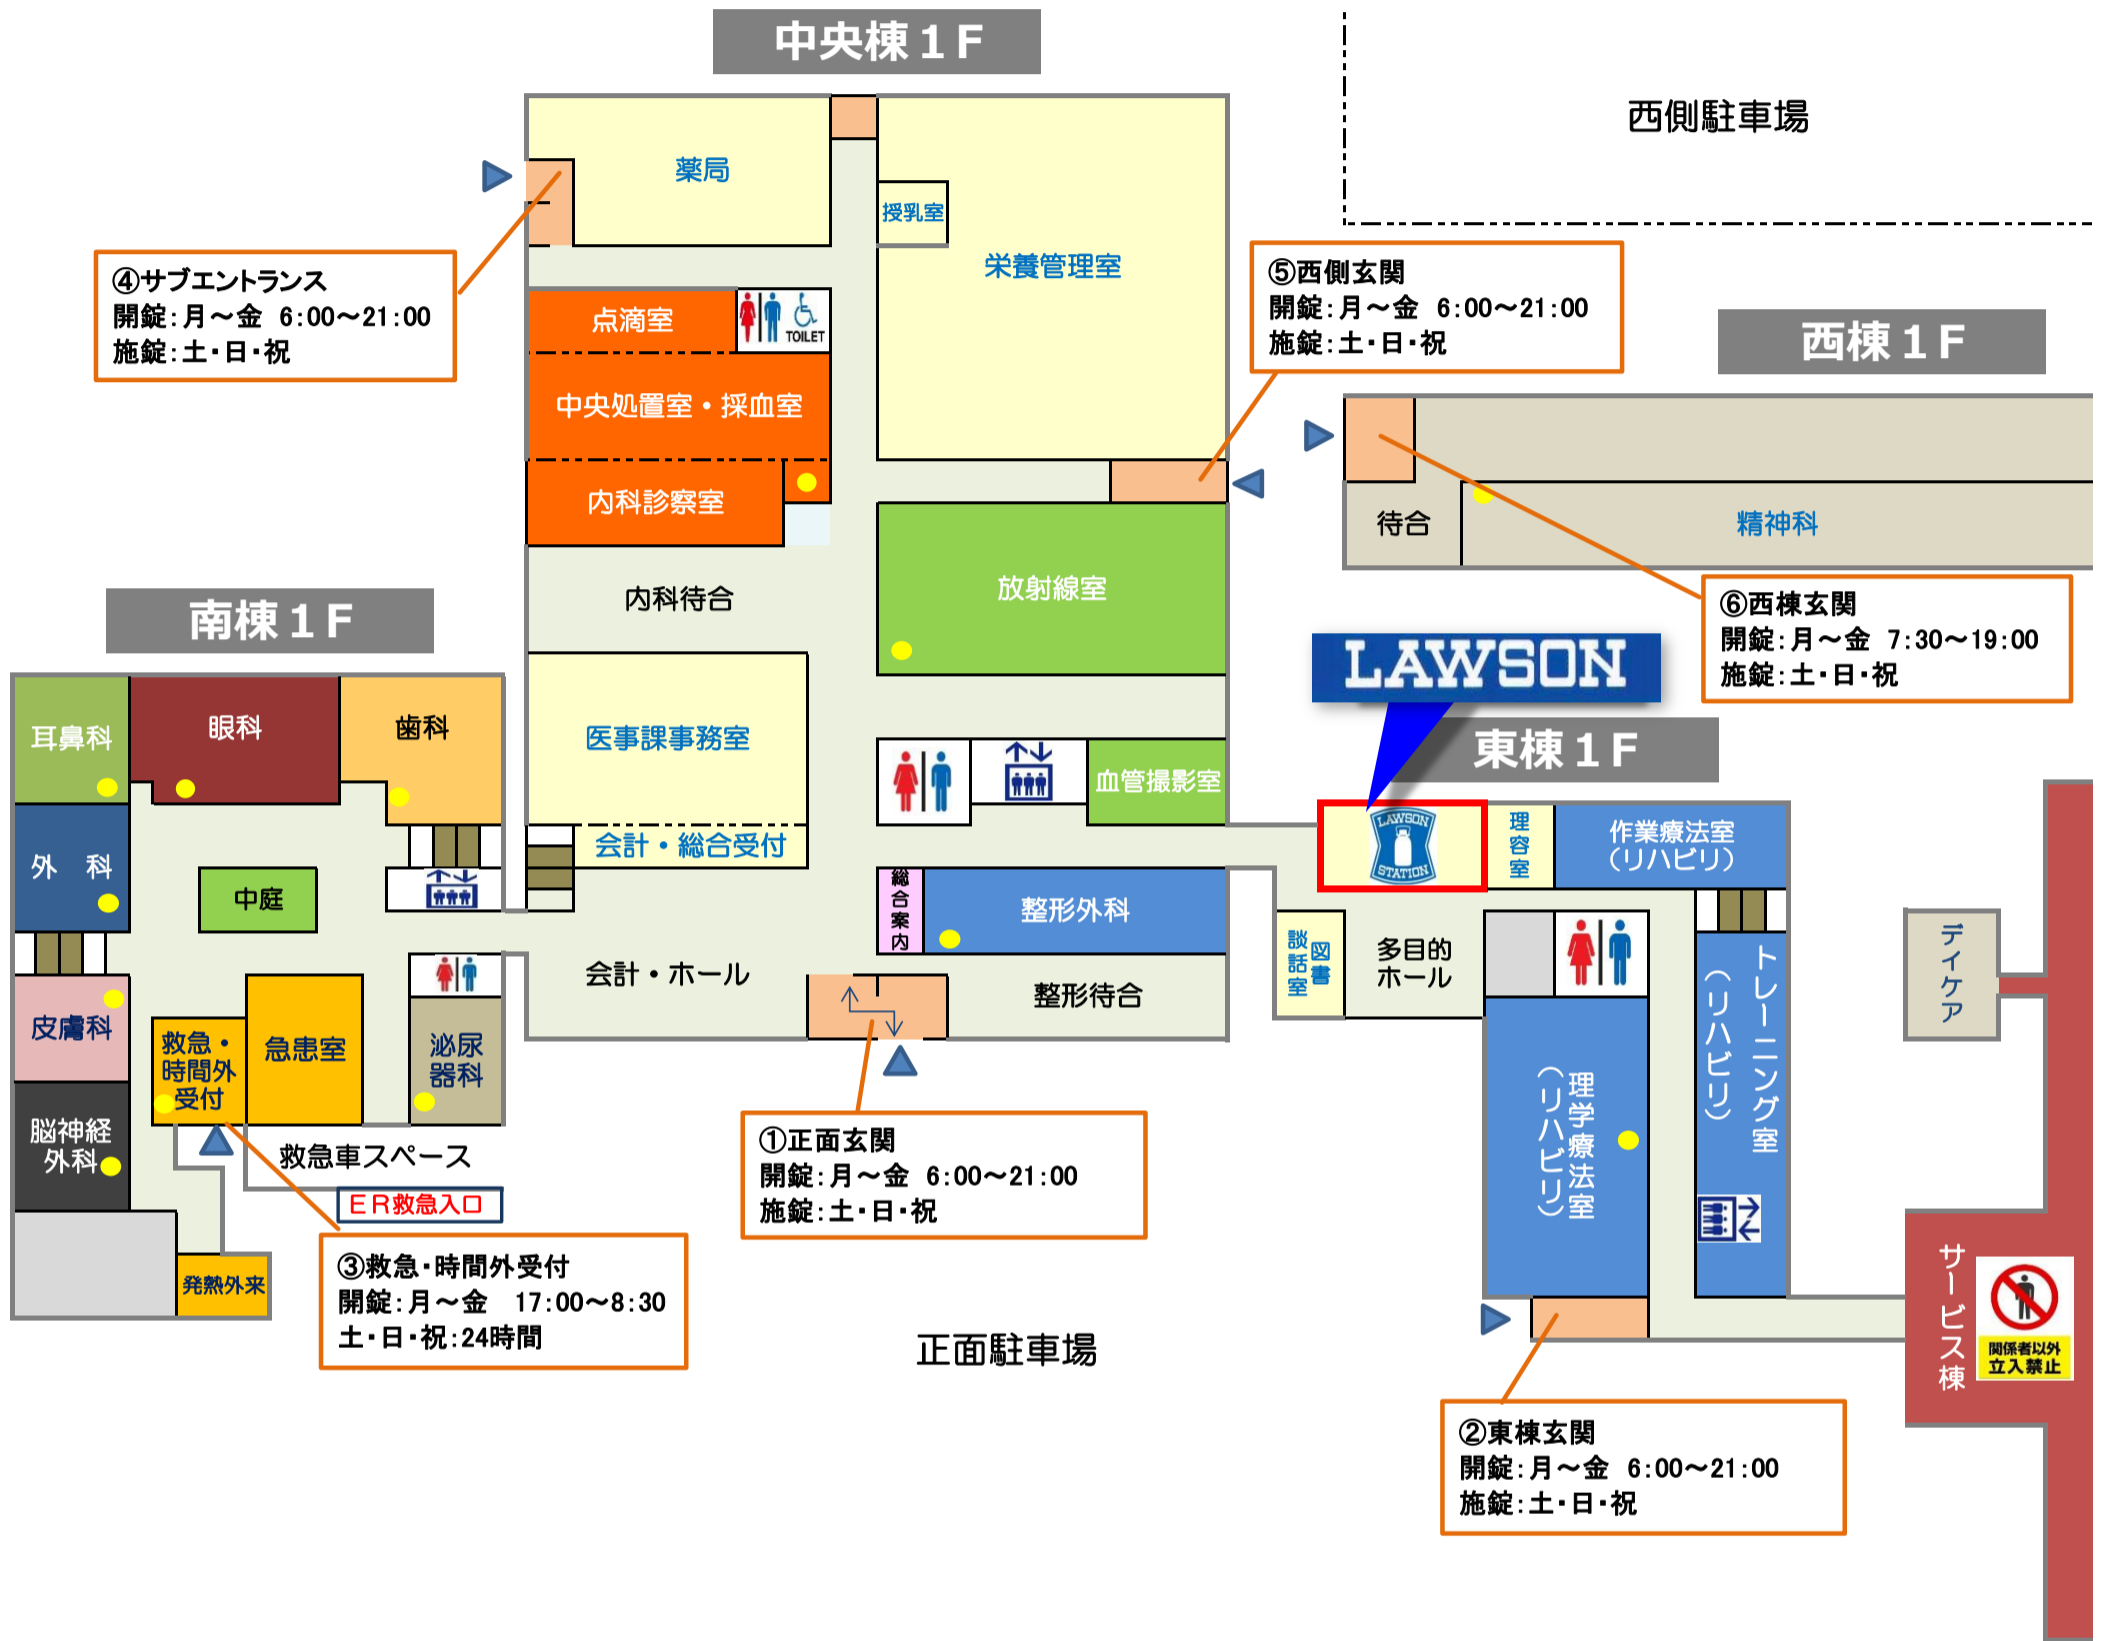 中央棟１Ｆ
西側駐車場
薬局
授乳室
栄養管理室
④サブエントランス
開錠：月～金 6:00～21:00
施錠：土・日・祝
⑤西側玄関
開錠：月～金 6:00～21:00
施錠：土・日・祝
点滴室
TOILET
西棟１Ｆ
中央処置室・採血室
内科診察室
待合
精神科
放射線室
内科待合
⑥西棟玄関
開錠：月～金 7:30～19:00
施錠：土・日・祝
南棟１Ｆ
LAWSON
耳鼻科
眼科
歯科
医事課事務室
東棟１Ｆ
血管撮影室
会計・総合受付
LAWSON
STATION
理容室
作業療法室
（リハビリ）
外　科
中庭
総合案内
整形外科
図書
談話室
多目的
ホール
トレーニング室
（リハビリ）
デイケア
会計・ホール
整形待合
皮膚科
救急・
時間外
受付
急患室
泌尿
器科
理学療法室
（リハビリ）
脳神経
外科
救急車スペース
ＥＲ救急入口
①正面玄関
開錠：月～金 6:00～21:00
施錠：土・日・祝
発熱外来
③救急・時間外受付
開錠：月～金　17:00～8:30
土・日・祝：24時間
正面駐車場
サービス棟
関係者以外
立入禁止
②東棟玄関
開錠：月～金 6:00～21:00
施錠：土・日・祝